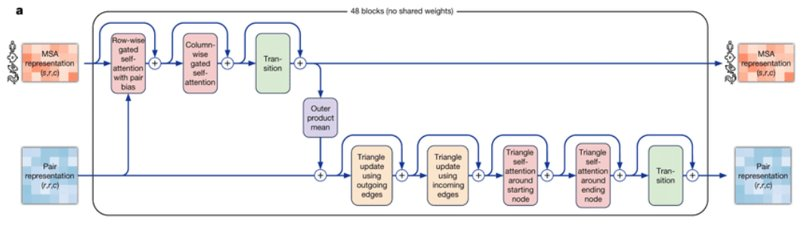 a
48 blocks (no shared weights)
MSA
representation
(s,r,c)
Row-wise
gated
self-
attention
with pair
bias
+
Column-
wise
gated
self-
attention
+
Tran-
sition
+
MSA
representation
(s,r,c)
Outer
product
mean
Pair
representation
(r,r,c)
+
Triangle
update
using
outgoing
edges
+
Triangle
update
using
incoming
edges
+
Triangle
self-
attention
around
starting
node
+
Triangle
self-
attention
around
ending
node
+
Tran-
sition
+
Pair
representation
(r,r,c)